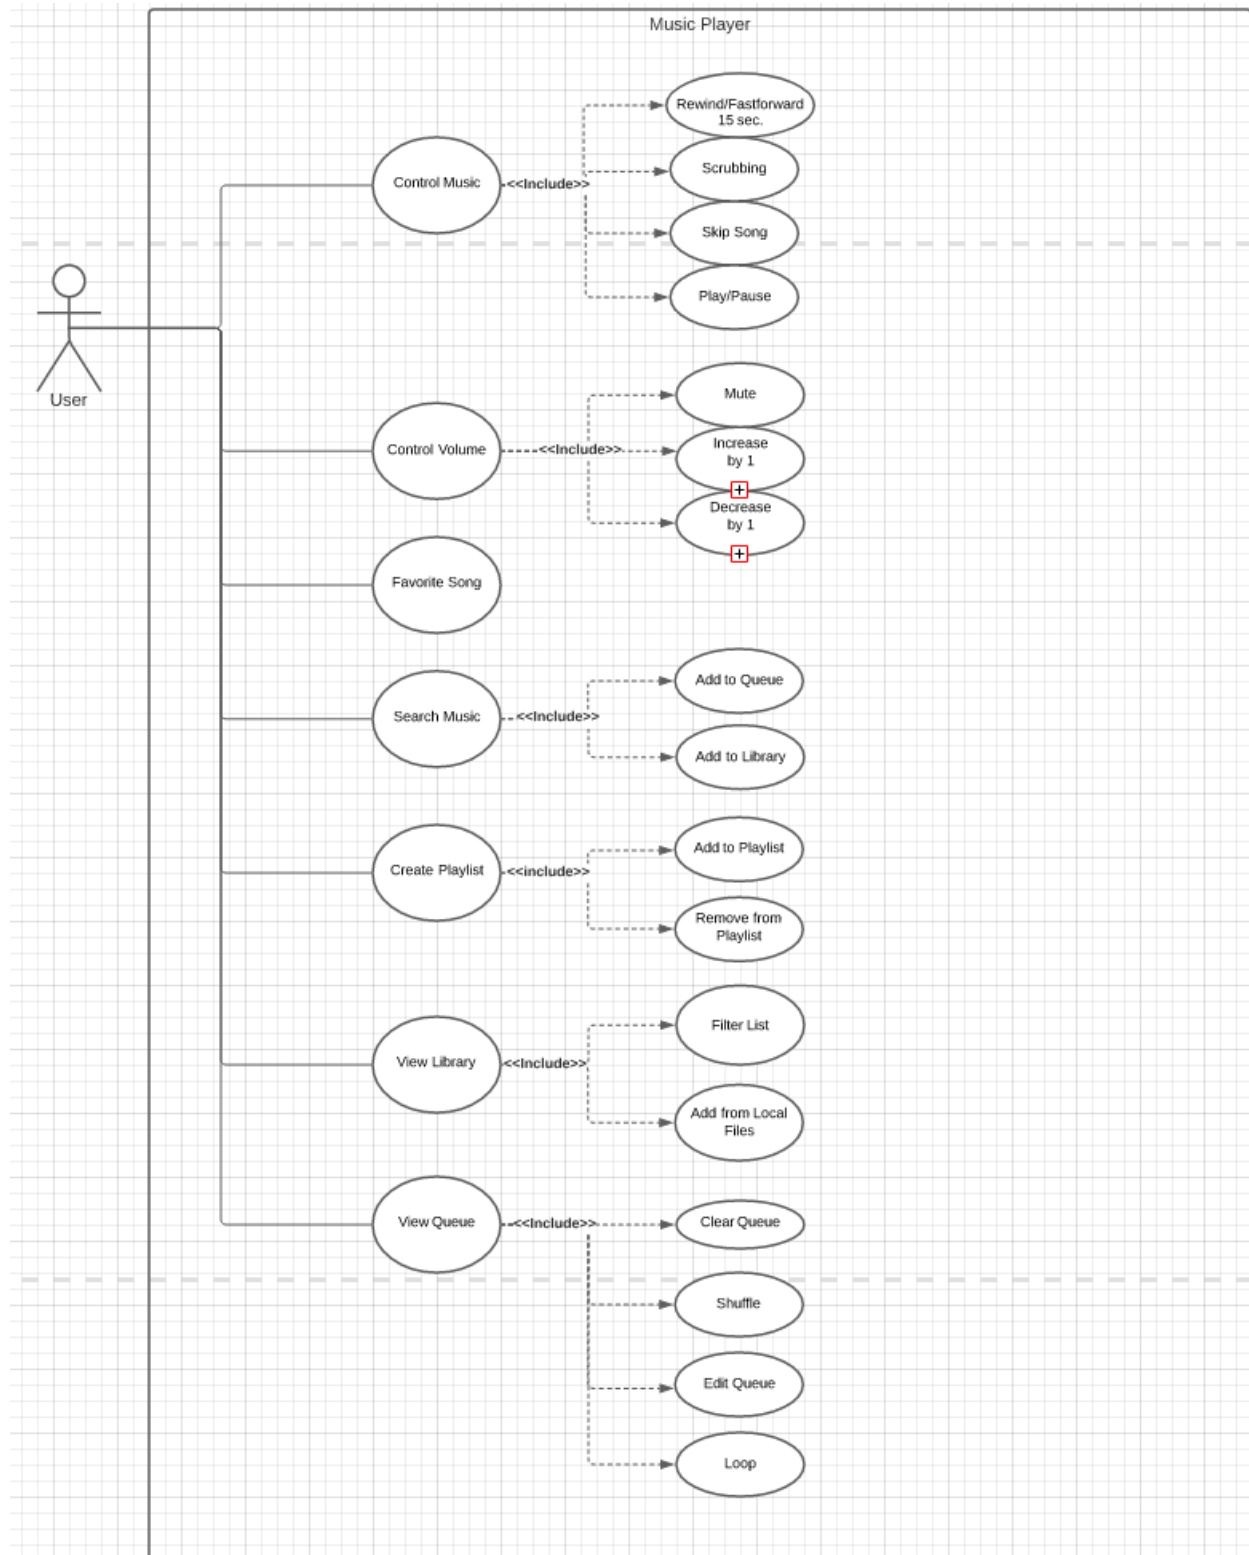 Music Player
Rewind/Fastforward
15 sec.
Scrubbing
Control Music
<<Include>>
Skip Song
Play/Pause
User
Mute
Control Volume
<<Include>>
Increase
by 1
Decrease
by 1
Favorite Song
Add to Queue
Search Music
<<Include>>
Add to Library
Add to Playlist
Create Playlist
<<include>>
Remove from
Playlist
Filter List
View Library
<<Include>>
Add from Local
Files
View Queue
<<Include>>
Clear Queue
Shuffle
Edit Queue
Loop